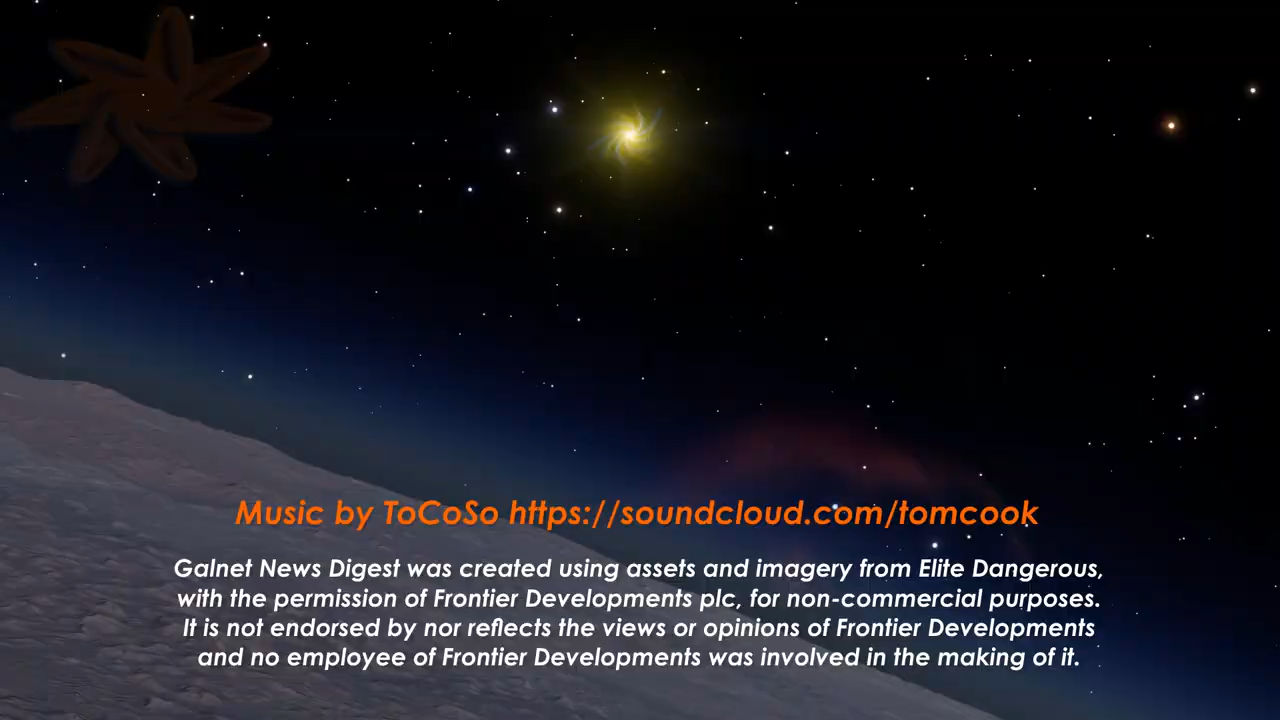 Music by ToCoSo https://soundcloud.com/tomcook
Galnet News Digest was created using assets and imagery from Elite Dangerous,
with the permission of Frontier Developments plc, for non-commercial purposes.
It is not endorsed by nor reflects the views or opinions of Frontier Developments
and no employee of Frontier Developments was involved in the making of it.